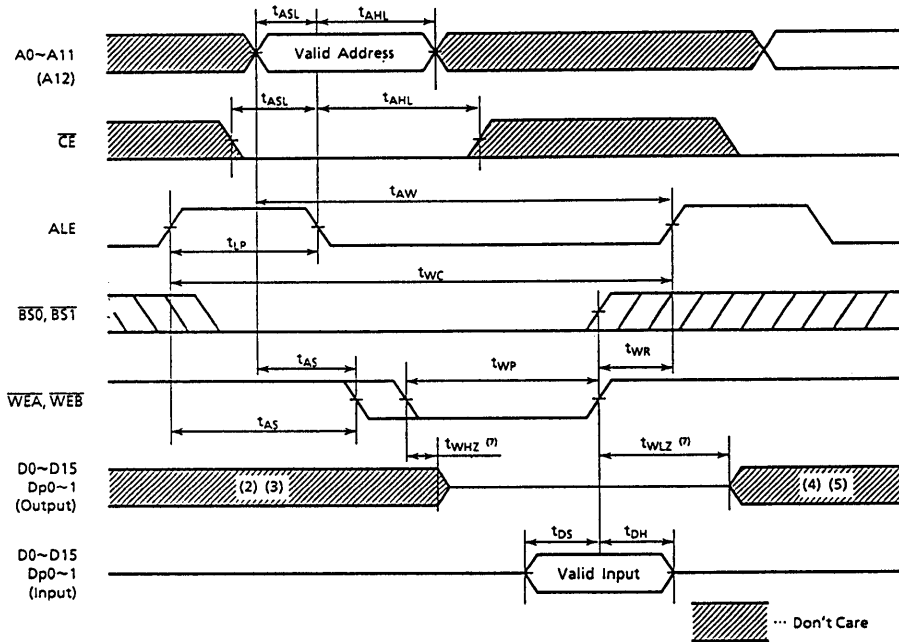 tASL tAHL
A0~A11
(A12)
Valid Address
tASL tAHL
CE
tAW
ALE
tLP
tWC
BS0, BS1
tWR
tAS tWP
WEA, WEB
tAS
tWHZ (7) tWLZ (7)
D0~D15
Dp0~1
(Output)
(2) (3) (4) (5)
tDS tDH
D0~D15
Dp0~1
(Input)
Valid Input
... Don't Care